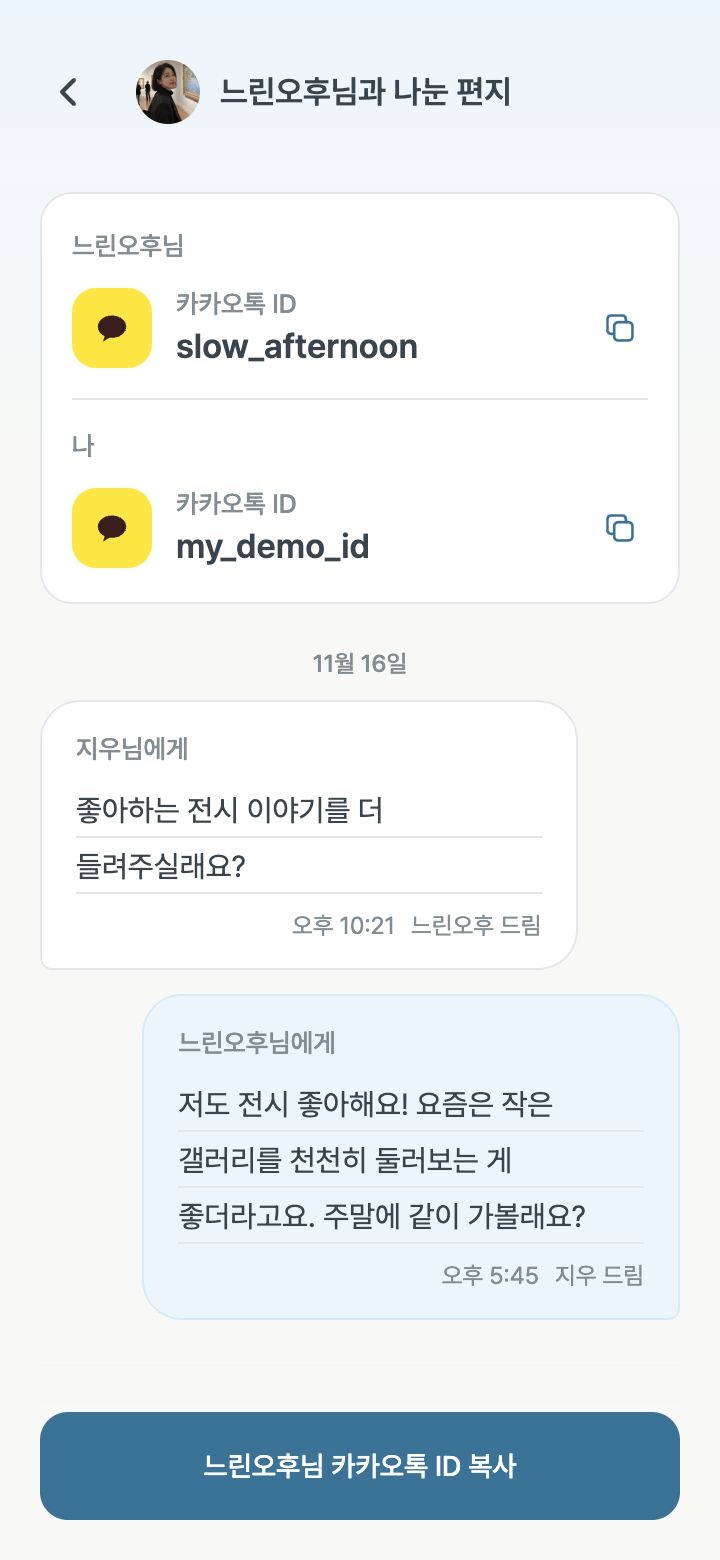 느린오후님과 나눈 편지
느린오후님
카카오톡 ID
slow_afternoon
나
카카오톡 ID
my_demo_id
11월 16일
지우님에게
좋아하는 전시 이야기를 더
들려주실래요?
오후 10:21 느린오후 드림
느린오후님에게
저도 전시 좋아해요! 요즘은 작은
갤러리를 천천히 둘러보는 게
좋더라고요. 주말에 같이 가볼래요?
오후 5:45 지우 드림
느린오후님 카카오톡 ID 복사